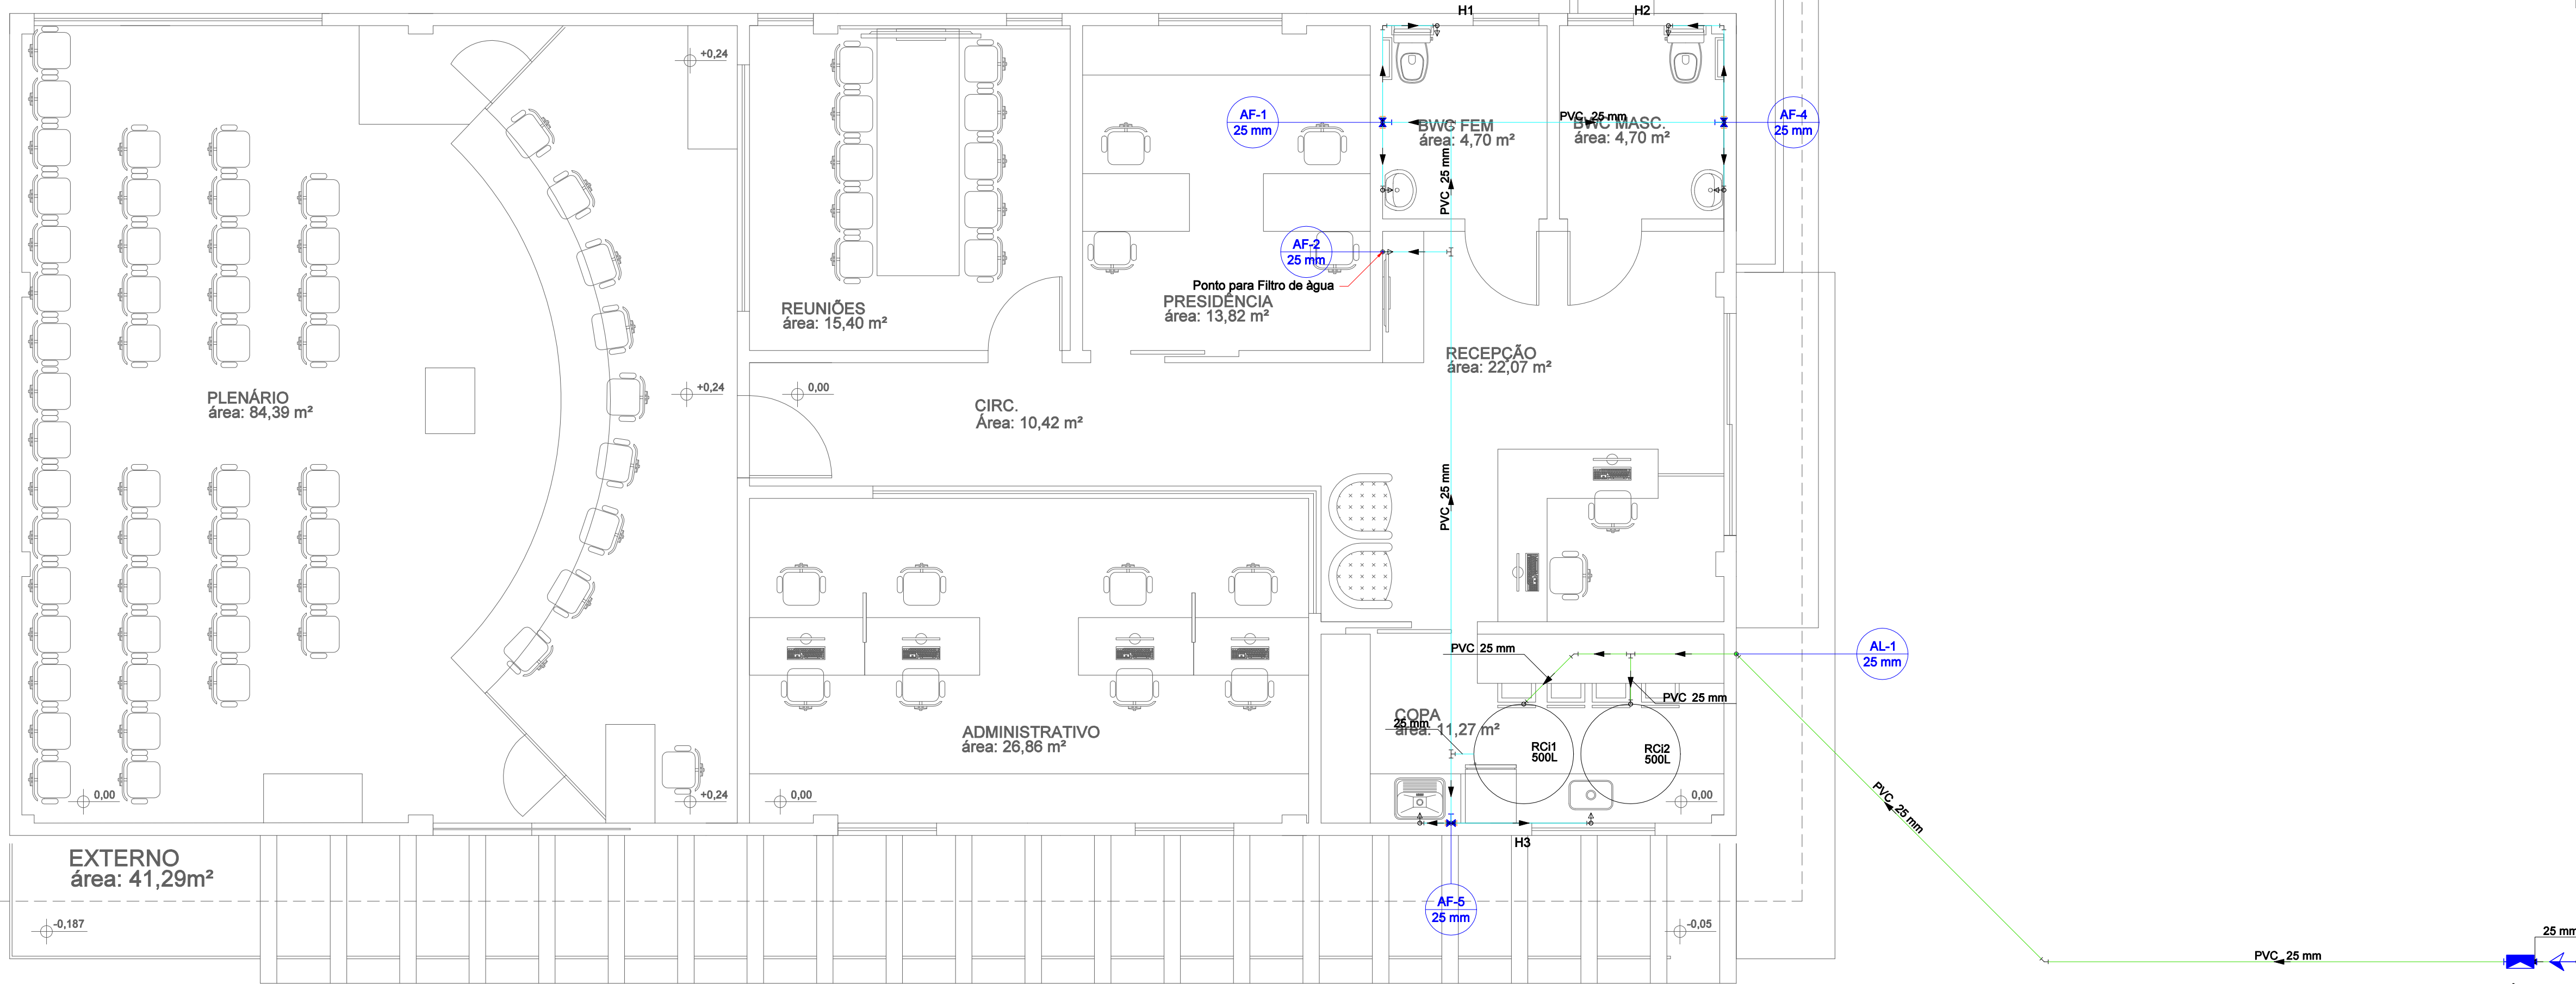 H1
H2
+0,24
AF-1
25 mm
BWC FEM
área: 4,70 m²
PVC 25 mm
BWC MASC.
área: 4,70 m²
AF-4
25 mm
PVC 25 mm
AF-2
25 mm
Ponto para Filtro de àgua
REUNIÕES
área: 15,40 m²
PRESIDÊNCIA
área: 13,82 m²
RECEPÇÃO
área: 22,07 m²
PLENÁRIO
área: 84,39 m²
+0,24
0,00
CIRC.
Área: 10,42 m²
PVC 25 mm
PVC 25 mm
AL-1
25 mm
PVC 25 mm
COPA
área: 11,27 m²
25 mm
ADMINISTRATIVO
área: 26,86 m²
RCi1
500L
RCi2
500L
0,00
+0,24
0,00
0,00
PVC 25 mm
H3
EXTERNO
área: 41,29m²
AF-5
25 mm
-0,187
-0,05
PVC 25 mm
25 mm